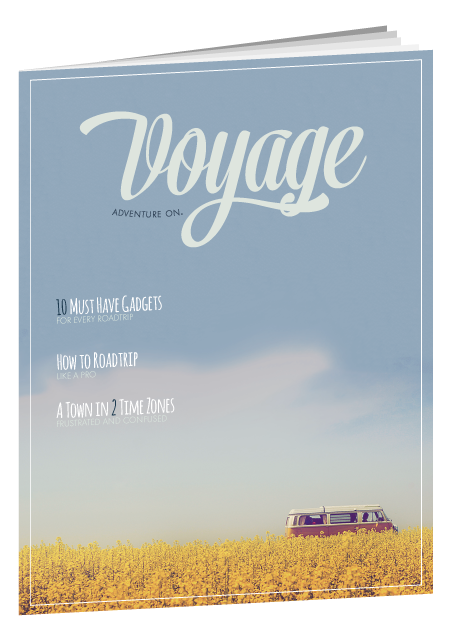 Voyage
ADVENTURE ON.
10 MUST HAVE GADGETS
FOR EVERY ROADTRIP
HOW TO ROADTRIP
LIKE A PRO
A TOWN IN 2 TIME ZONES
FRUSTRATED AND CONFUSED